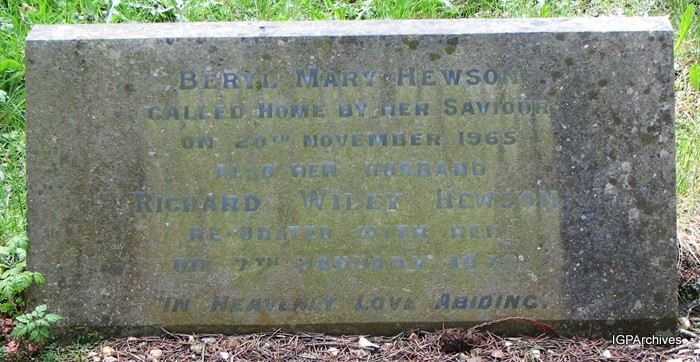 BERYL MARY HEWSON
CALLED HOME BY HER SAVIOUR
ON 20TH NOVEMBER 1965
ALSO HER HUSBAND
RICHARD WILEY HEWSON
RE-UNITED WITH HER
ON 7TH JANUARY
"IN HEAVENLY LOVE ABIDING".
IGPArchives